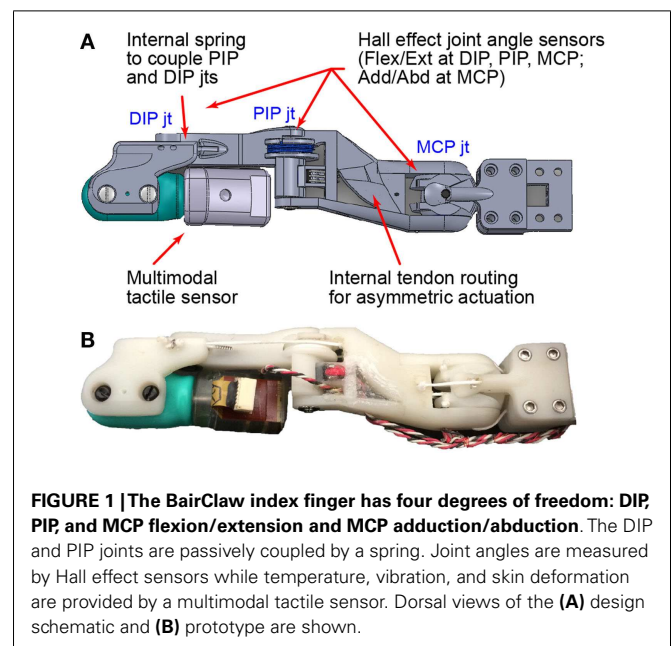 A
Internal spring
to couple PIP
and DIP jts
Hall effect joint angle sensors
(Flex/Ext at DIP, PIP, MCP;
Add/Abd at MCP)
DIP jt
PIP jt
MCP jt
Multimodal
tactile sensor
Internal tendon routing
for asymmetric actuation
B
FIGURE 1 | The BairClaw index finger has four degrees of freedom: DIP,
PIP, and MCP flexion/extension and MCP adduction/abduction. The DIP
and PIP joints are passively coupled by a spring. Joint angles are measured
by Hall effect sensors while temperature, vibration, and skin deformation
are provided by a multimodal tactile sensor. Dorsal views of the (A) design
schematic and (B) prototype are shown.